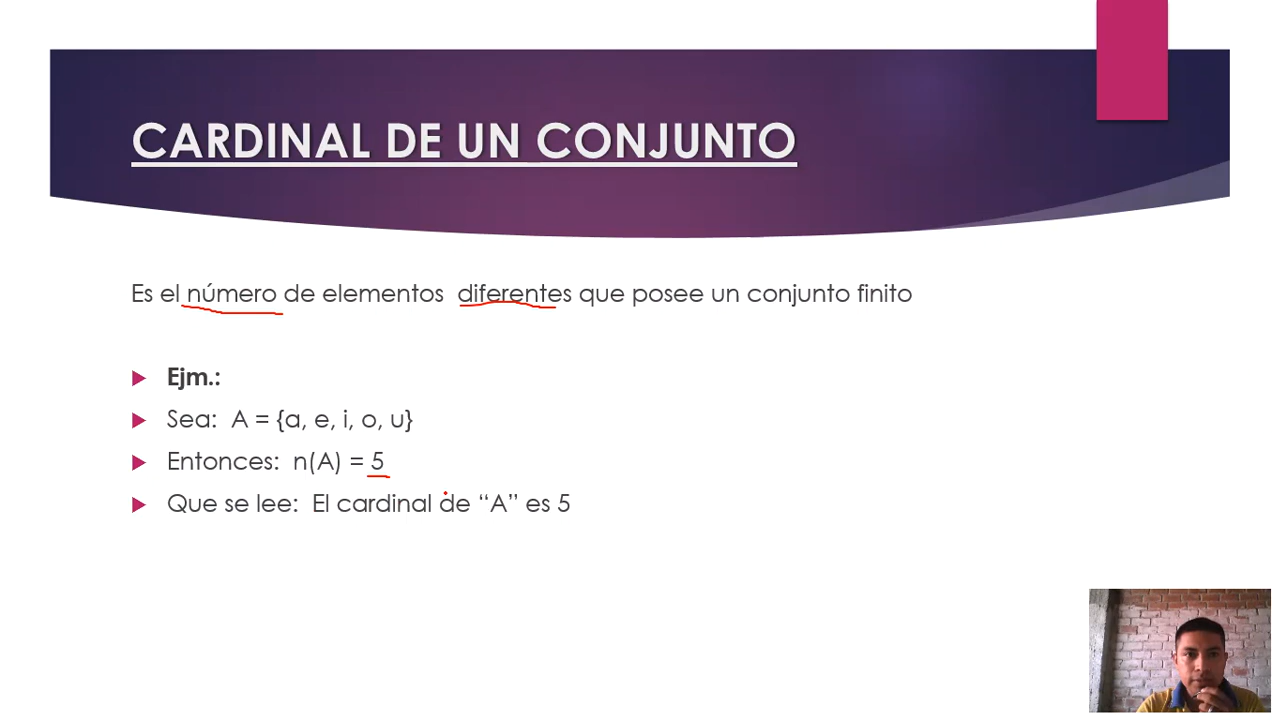 CARDINAL DE UN CONJUNTO
Es el número de elementos diferentes que posee un conjunto finito
Ejm.:
Sea: A = {a, e, i, o, u}
Entonces: n(A) = 5
Que se lee: El cardinal de “A” es 5